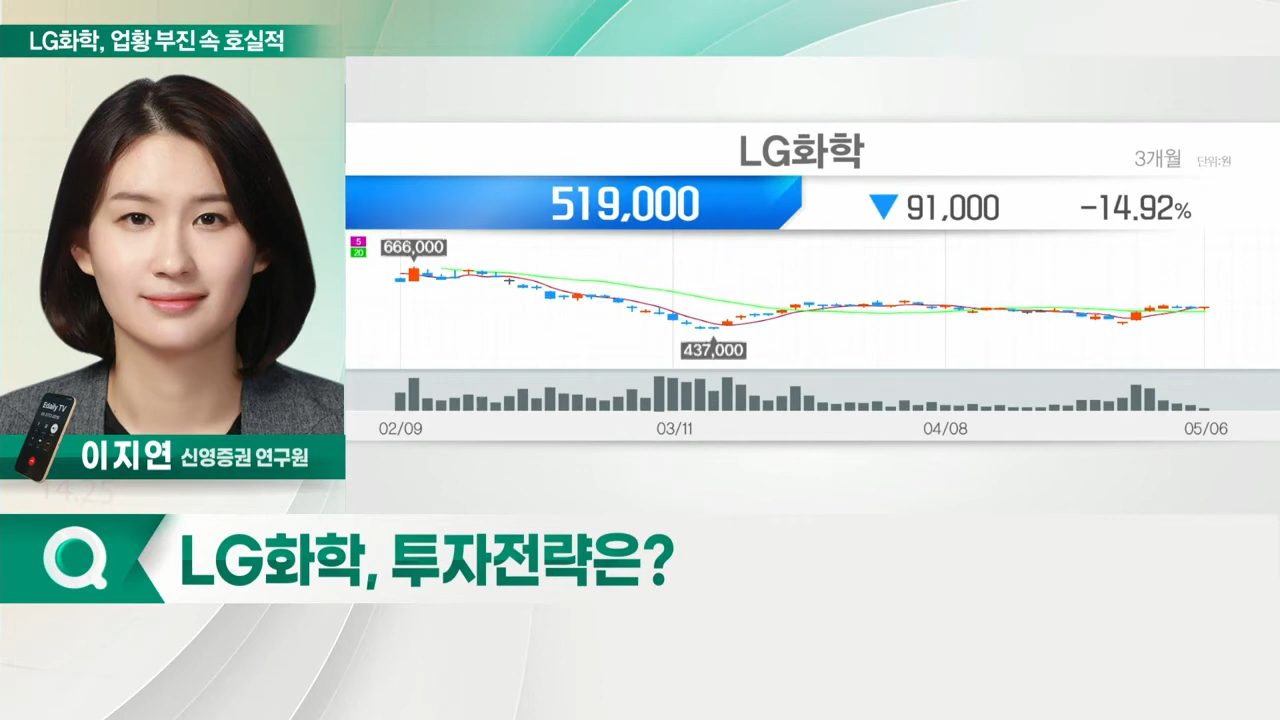 LG화학, 업황 부진 속 호실적
LG화학
3개월 단위:원
519,000 ▼ 91,000 -14.92%
5
20
666,000
437,000
02/09 03/11 04/08 05/06
Edaily TV
이지연 신영증권 연구원
14.25
LG화학, 투자전략은?